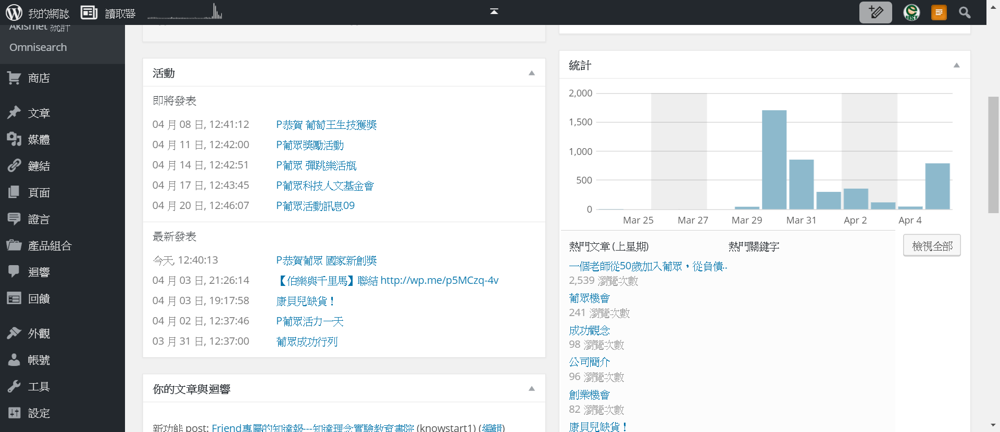 我的網誌
讀取器
Akismet 統計
Omnisearch
商店
文章
媒體
鏈結
頁面
證言
產品組合
迴響
回饋
外觀
帳號
工具
設定
活動
即將發表
04 月 08 日, 12:41:12 P恭賀 葡萄王生技獲獎
04 月 11 日, 12:42:00 P葡眾獎勵活動
04 月 14 日, 12:42:51 P葡眾 彈跳樂活瓶
04 月 17 日, 12:43:45 P葡眾科技人文基金會
04 月 20 日, 12:46:07 P葡眾活動訊息09
最新發表
今天, 12:40:13 P恭賀葡眾 國家新創獎
04 月 03 日, 21:26:14 【伯樂與千里馬】聯結 http://wp.me/p5MCzq-4v
04 月 03 日, 19:17:58 康貝兒缺貨！
04 月 02 日, 12:37:46 P葡眾活力一天
03 月 31 日, 12:37:00 葡眾成功行列
你的文章與迴響
新功能 post: Friend專屬的知達報---知達理念實驗教育書院 (knowstart1) (編輯)
統計
2,000
1,500
1,000
500
0
Mar 25 Mar 27 Mar 29 Mar 31 Apr 2 Apr 4
熱門文章 (上星期) 熱門關鍵字 檢視全部
一個老師從50歲加入葡眾，從負債..
2,539 瀏覽次數
葡眾機會
241 瀏覽次數
成功觀念
98 瀏覽次數
公司簡介
96 瀏覽次數
創業機會
82 瀏覽次數
康貝兒缺貨！